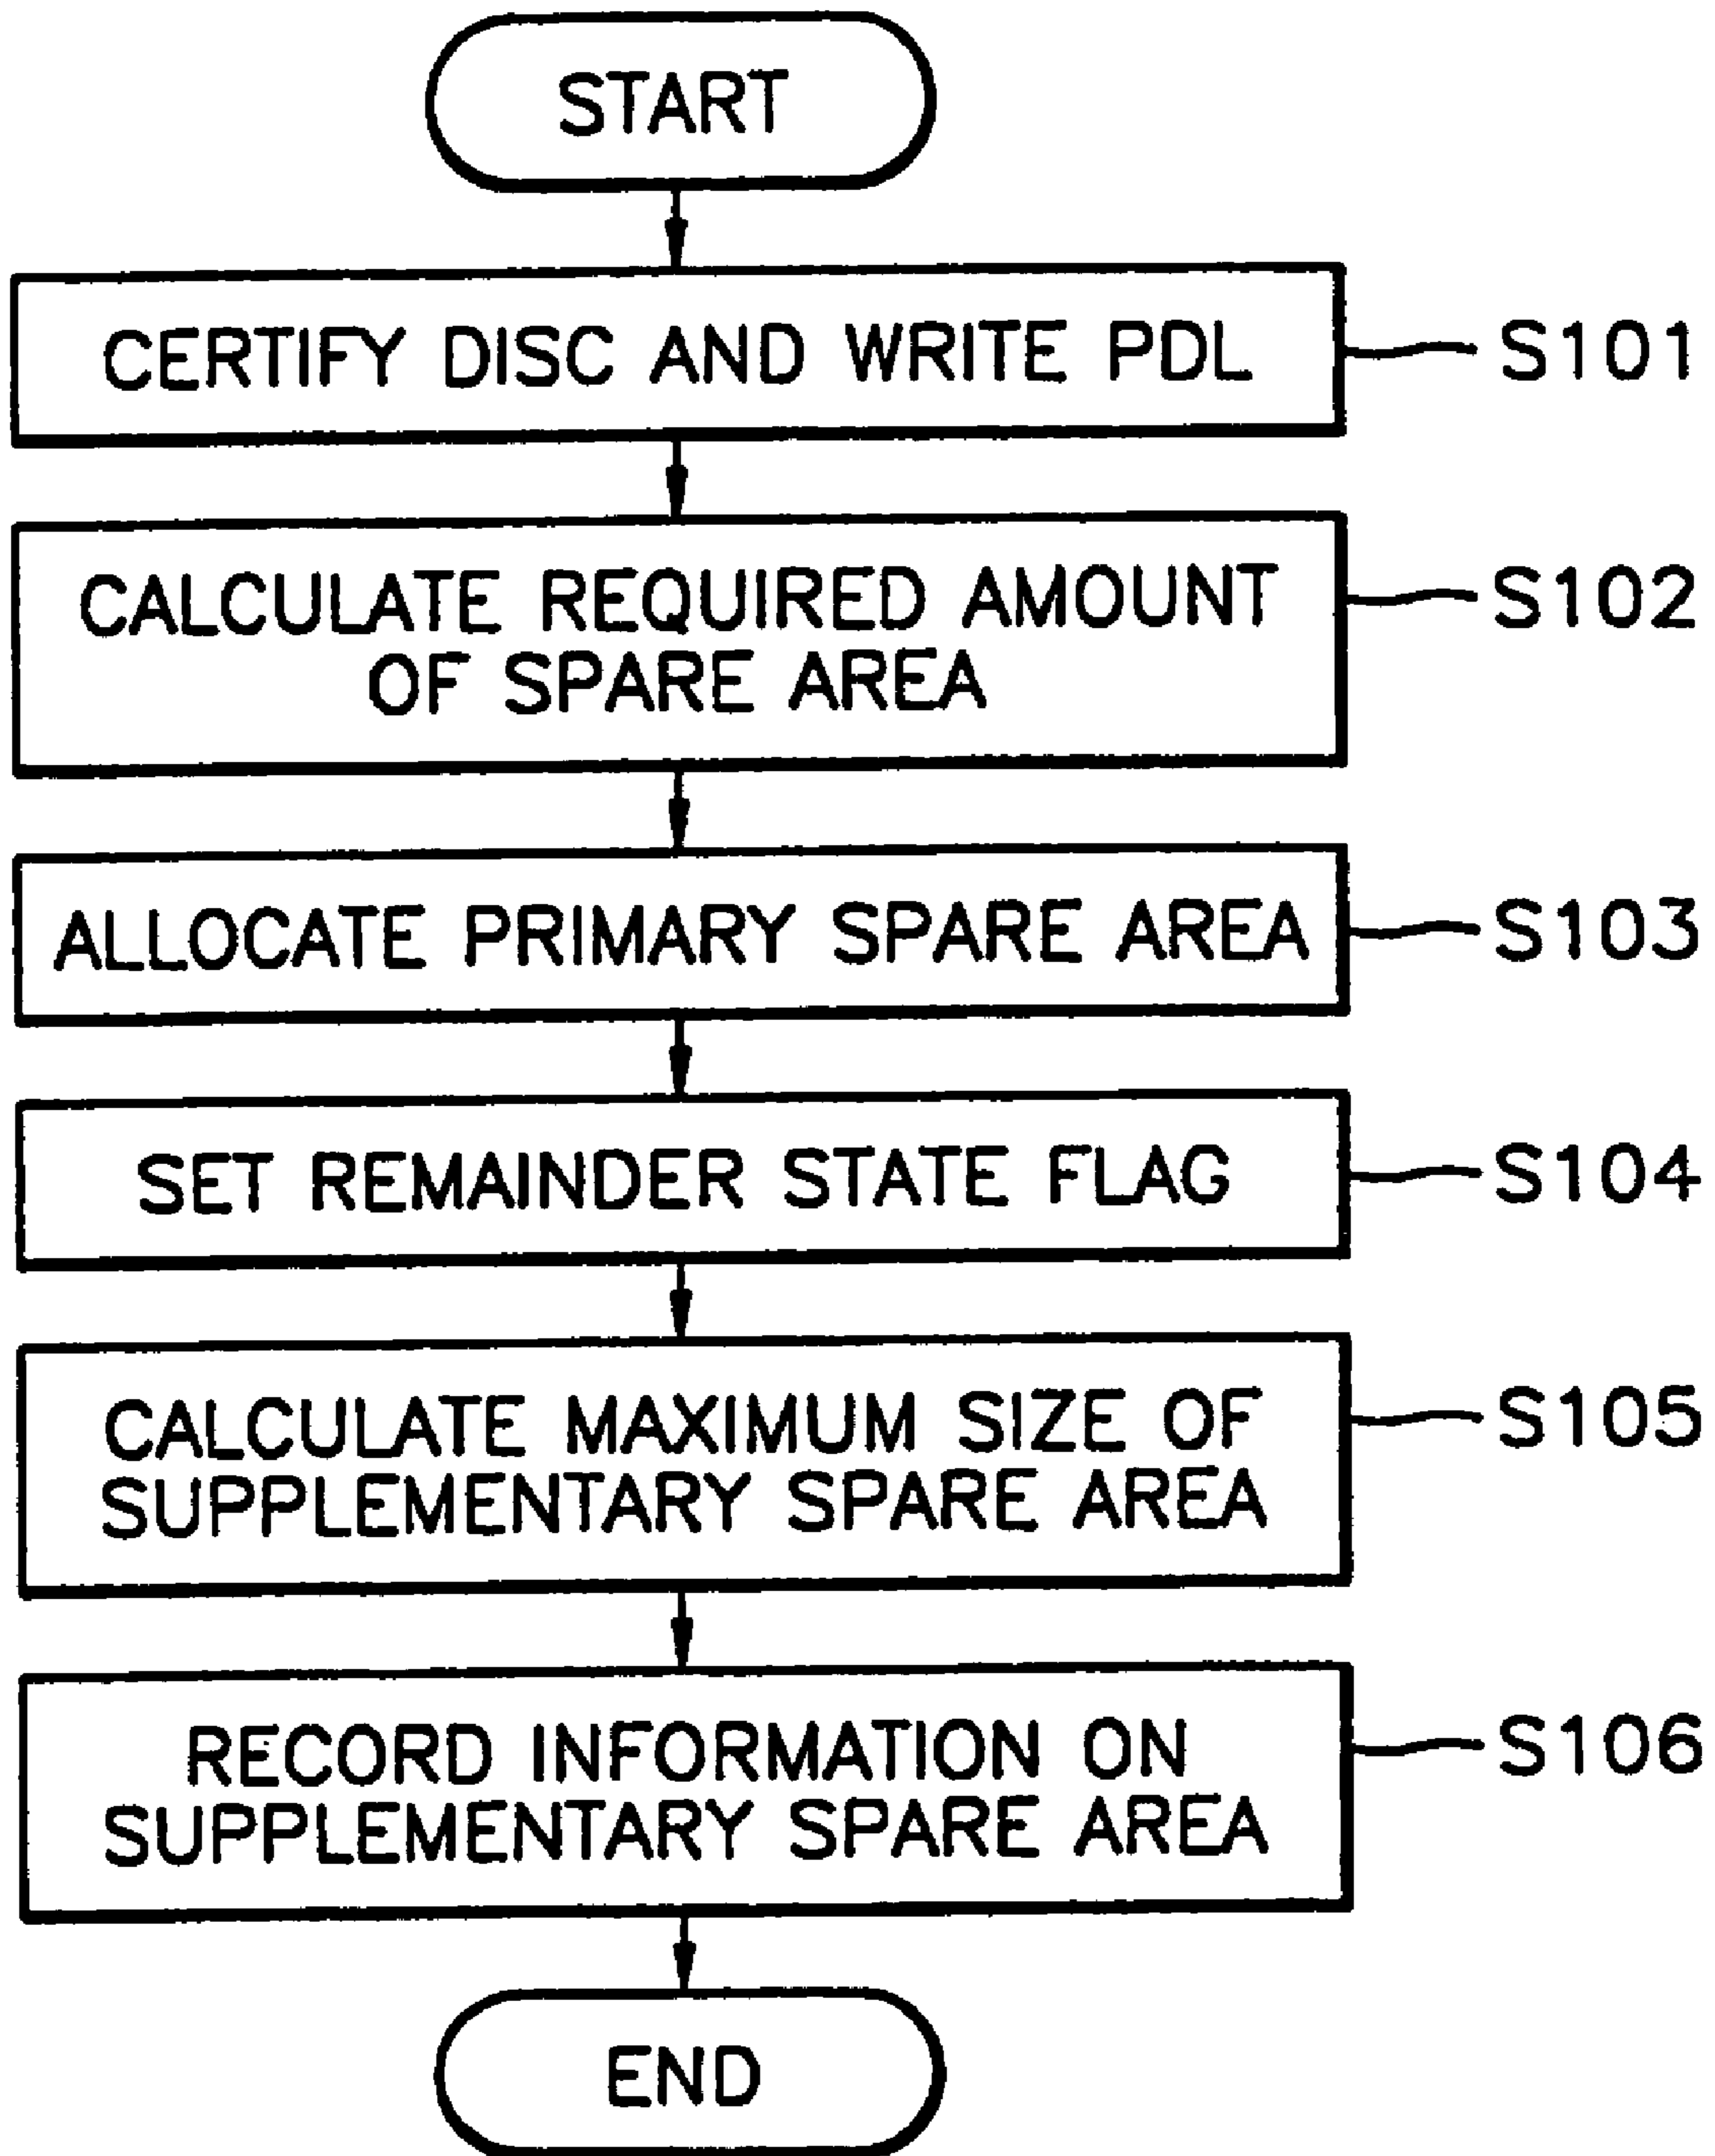 START
CERTIFY DISC AND WRITE PDL
S101
CALCULATE REQUIRED AMOUNT
OF SPARE AREA
S102
ALLOCATE PRIMARY SPARE AREA
S103
SET REMAINDER STATE FLAG
S104
CALCULATE MAXIMUM SIZE OF
SUPPLEMENTARY SPARE AREA
S105
RECORD INFORMATION ON
SUPPLEMENTARY SPARE AREA
S106
END